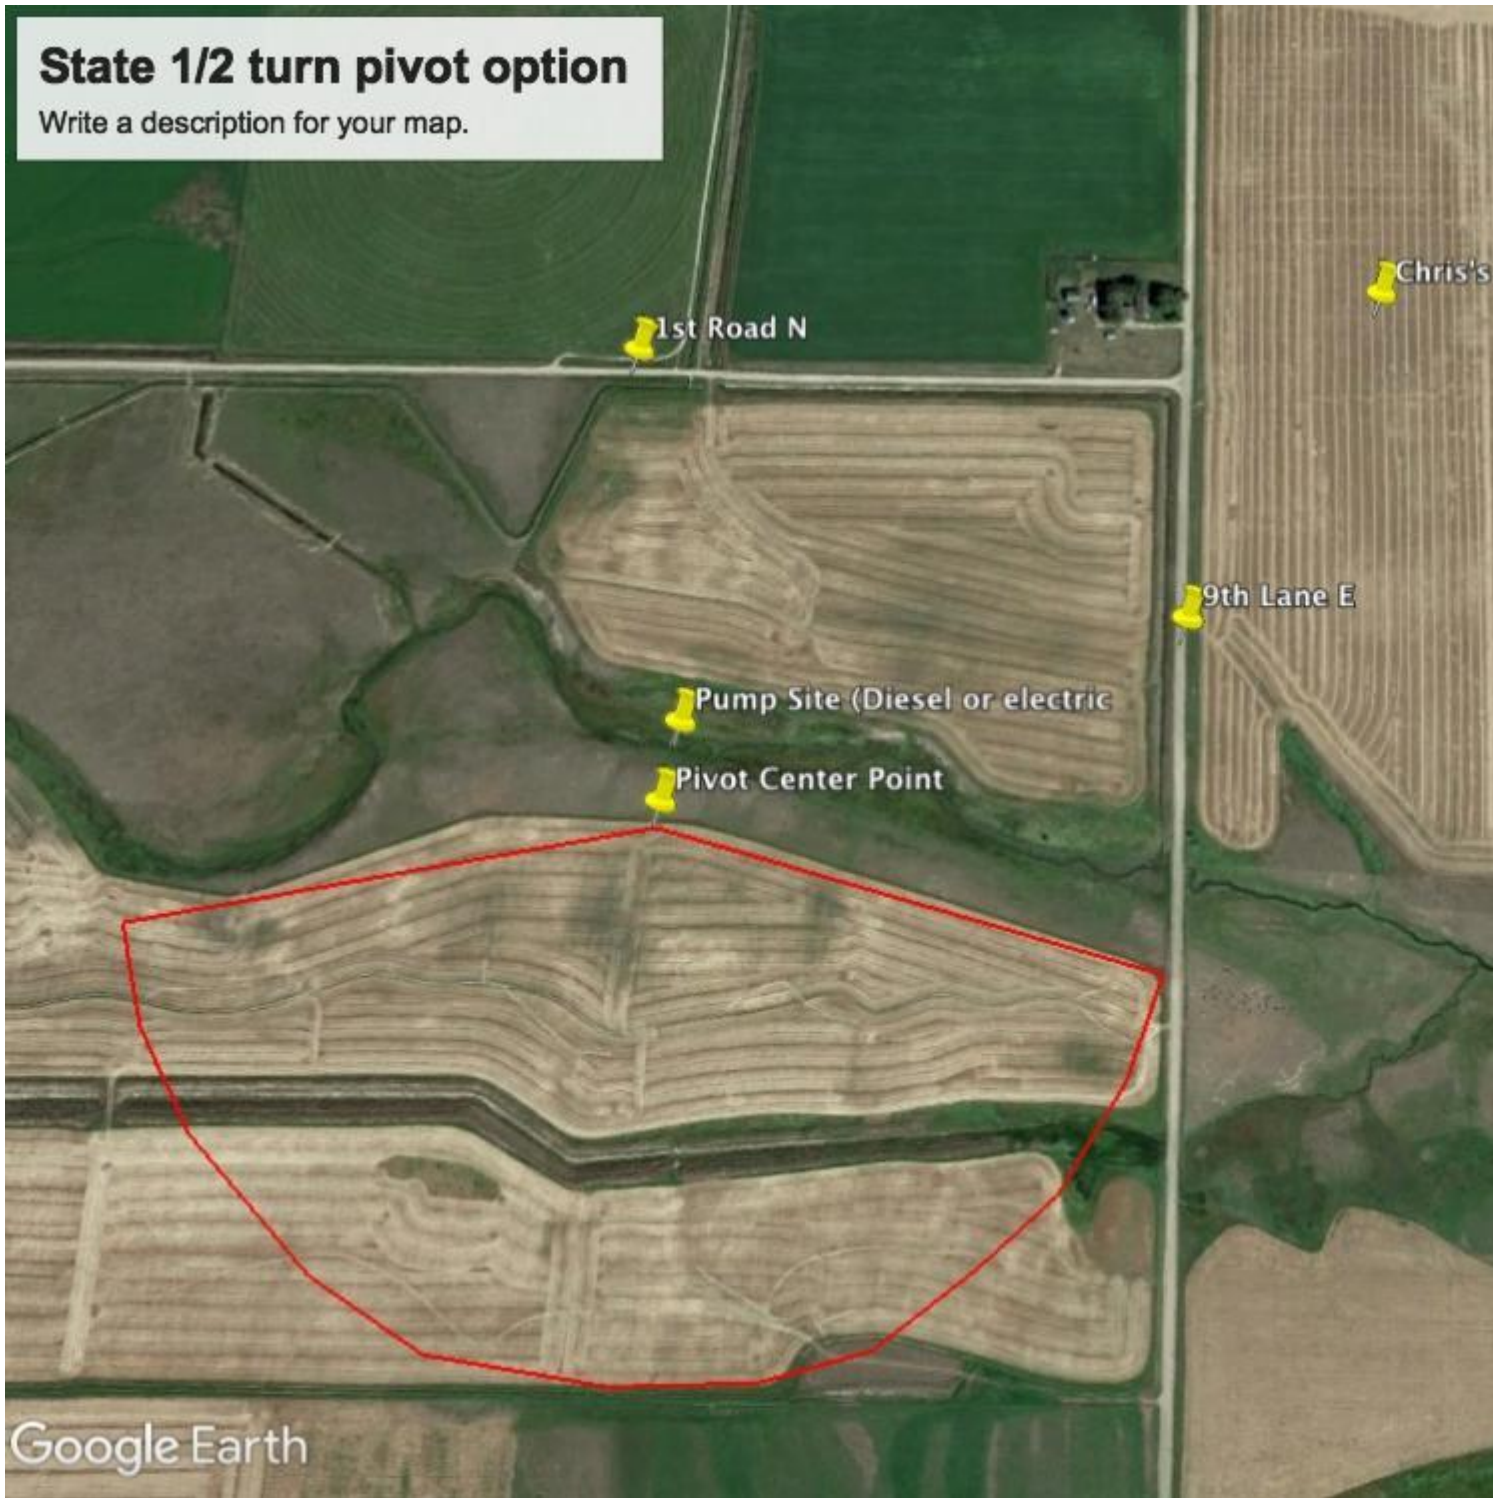 State 1/2 turn pivot option
Write a description for your map.
Chris's
1st Road N
9th Lane E
Pump Site (Diesel or electric
Pivot Center Point
Google Earth